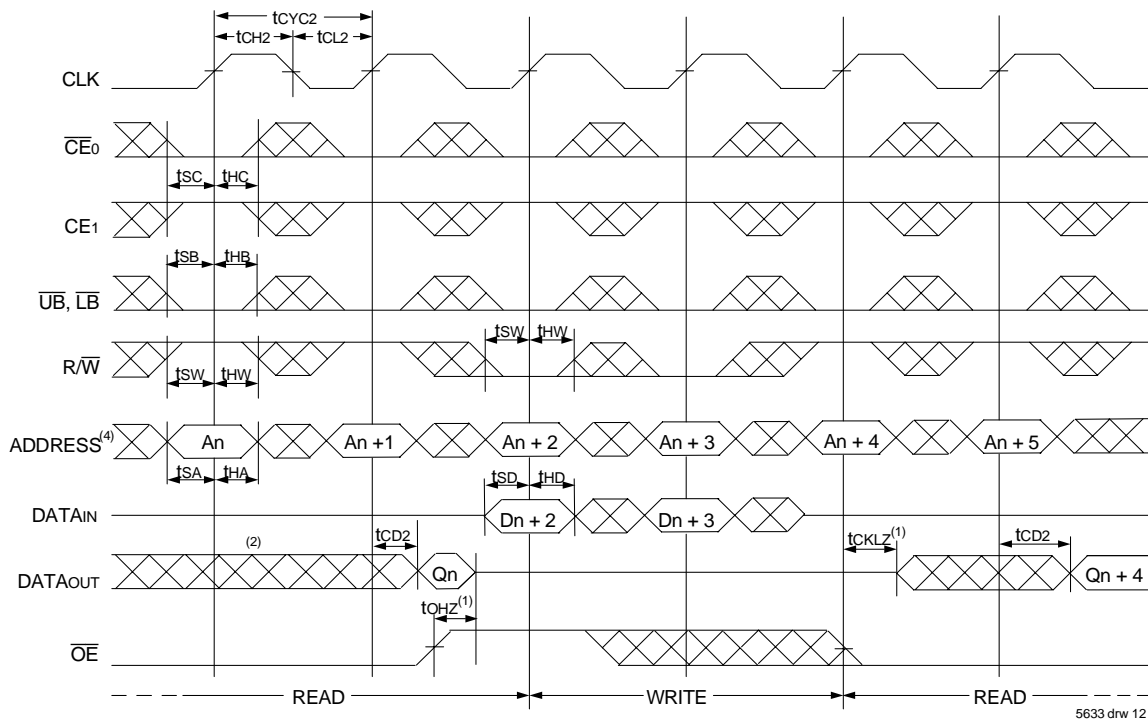 tCYC2
tCH2 tCL2
CLK
CE0
tSC tHC
CE1
tSB tHB
UB, LB
tSW tHW
R/W
tSW tHW
ADDRESS(4) An An +1 An + 2 An + 3 An + 4 An + 5
tSA tHA tSD tHD
DATAIN Dn + 2 Dn + 3
tCD2 tCKLZ(1) tCD2
(2)
DATAOUT Qn Qn + 4
tOHZ(1)
OE
READ WRITE READ
5633 drw 12